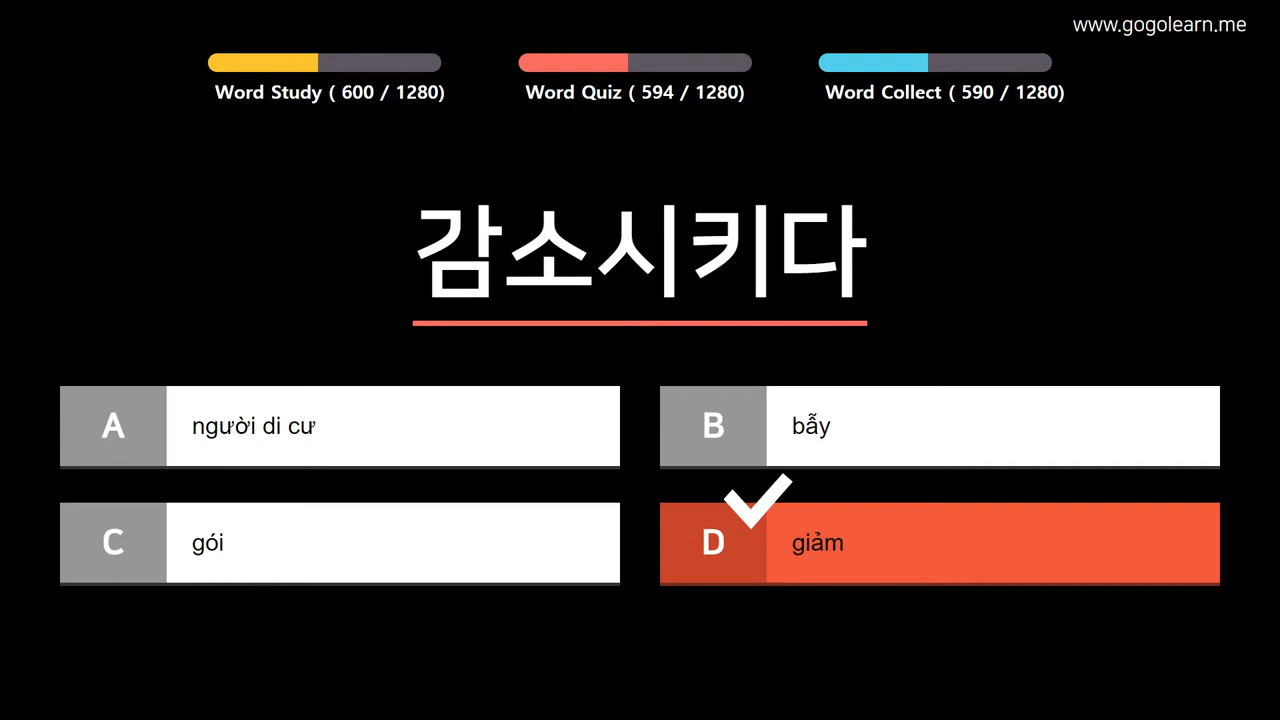 www.gogolearn.me
Word Study ( 600 / 1280)
Word Quiz ( 594 / 1280)
Word Collect ( 590 / 1280)
감소시키다
A người di cư
B bẫy
C gói
D giảm